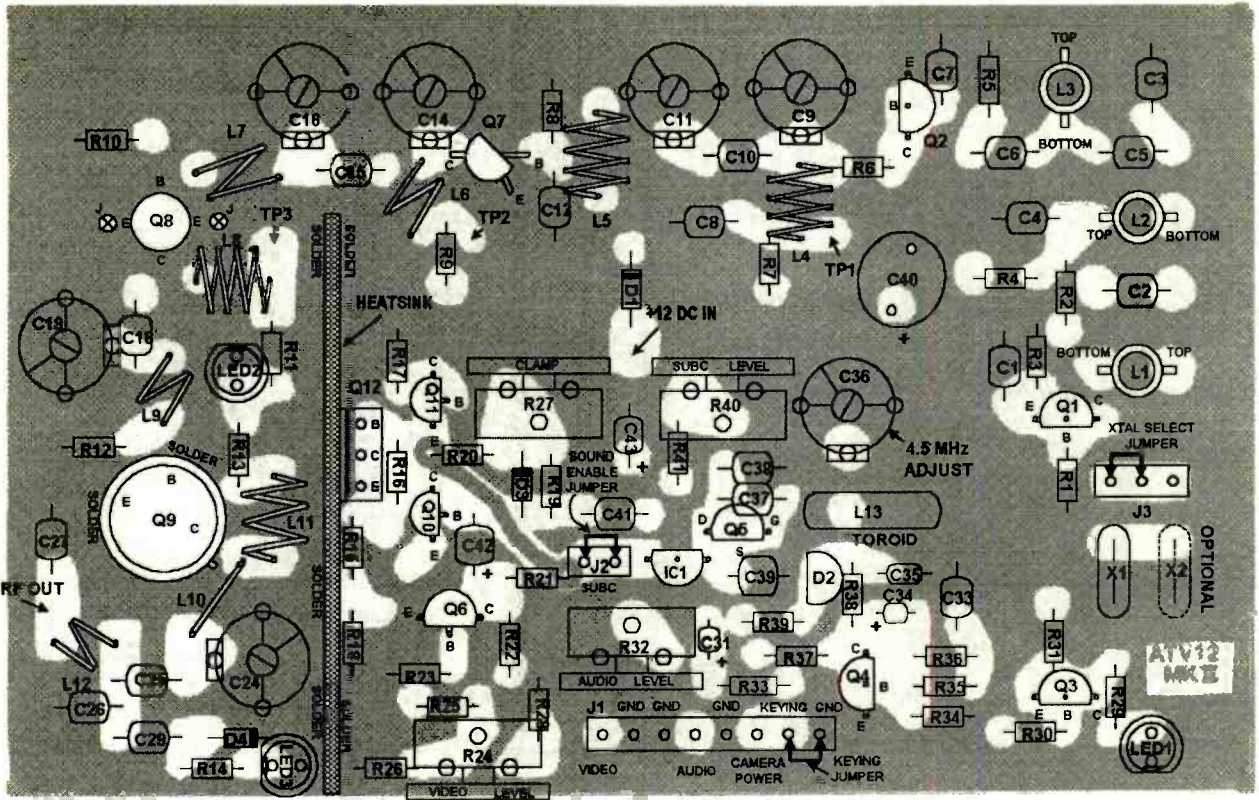 C7
R5
TOP
L3
BOTTOM
C3
C14
Q7
R8
C11
C9
E
B
C
Q2
L7
R10
C10
R6
C6
C5
B
E
Q8
E
C
J
J
TP3
C
B
E
L6
TP2
C12
L5
C8
L4
TP1
C4
TOP
L2
BOTTOM
R9
R7
C40
+
R4
R2
C2
SOLDER
SOLDER
D1
+12 DC IN
HEATSINK
C19
C18
R11
LED2
R17
C
Q11
B
E
CLAMP
R27
SUBC LEVEL
R40
C36
C1
R3
BOTTOM
TOP
L1
E
Q1
C
B
L9
Q12
B
C
E
R12
R13
SOLDER
R16
R20
SOUND
ENABLE
JUMPER
C43
+
R41
4.5 MHz
ADJUST
XTAL SELECT
JUMPER
R1
J3
D3
R19
C38
C37
D
Q5
G
S
SOLDER
B
E
Q9
C
L11
C
Q10
B
E
C42
+
C41
L13
TOROID
J2
SUBC
IC1
C39
D2
R38
C35
C34
+
C33
X1
X2
OPTIONAL
C27
RF OUT
L10
SOLDER
R21
E
Q6
C
B
R22
R32
AUDIO LEVEL
C31
+
R39
R37
R33
C
Q4
B
E
R36
R35
R34
R31
Q3
E
B
C
R29
R30
LED1
ATV12
MK II
L12
C26
C24
R23
R25
C28
D4
R14
R26
R24
VIDEO LEVEL
J1
GND
GND
GND
KEYING
GND
VIDEO
AUDIO
CAMERA
POWER
KEYING
JUMPER